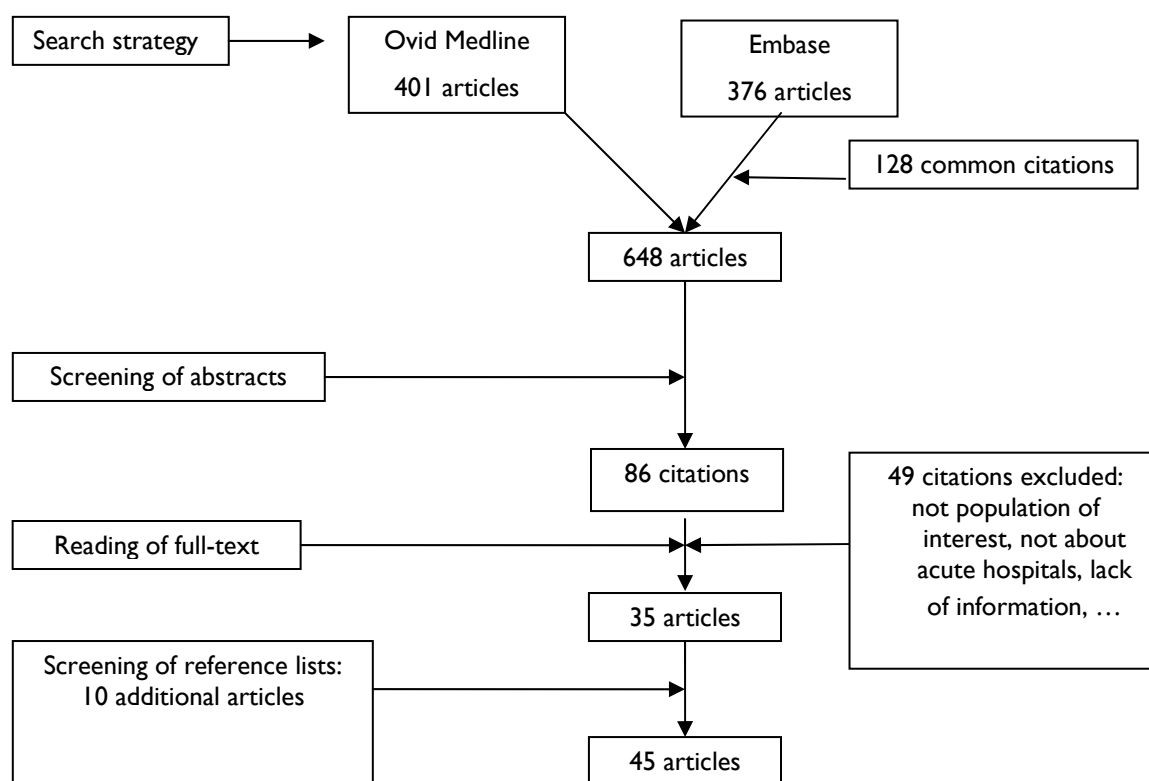 Search strategy
Ovid Medline
401 articles
Embase
376 articles
128 common citations
648 articles
Screening of abstracts
86 citations
49 citations excluded:
not population of
interest, not about
acute hospitals, lack
of information, …
Reading of full-text
35 articles
Screening of reference lists:
10 additional articles
45 articles